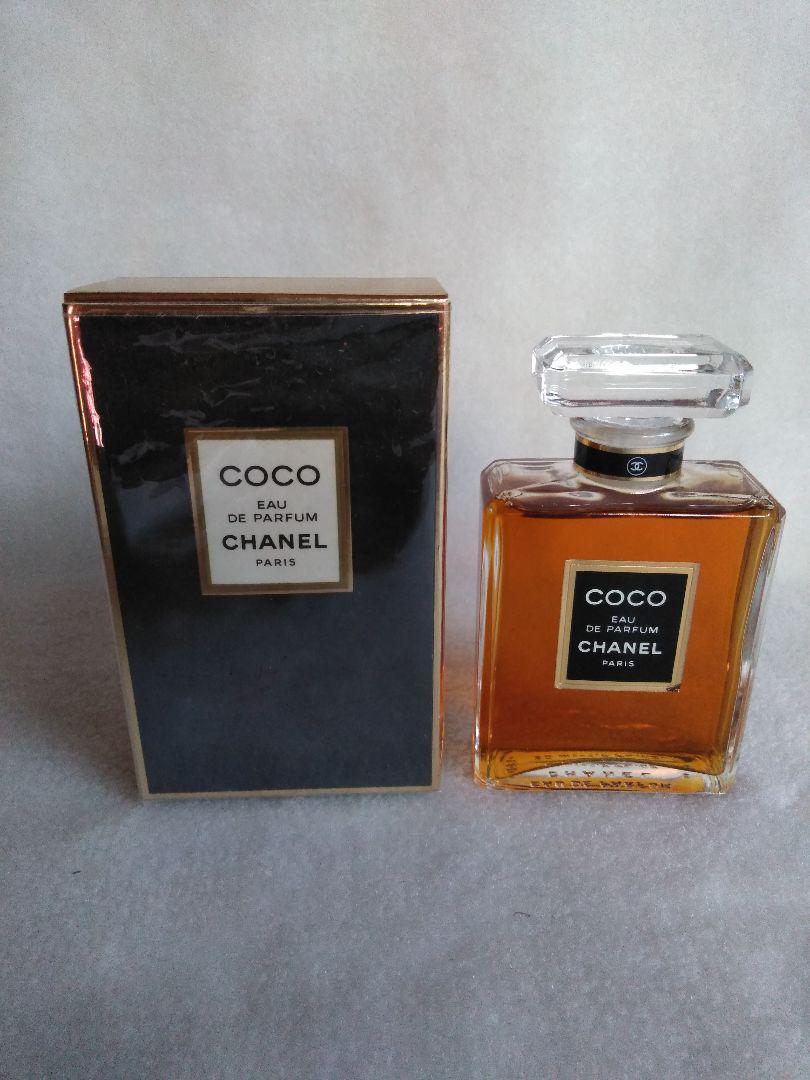 COCO
EAU
DE PARFUM
CHANEL
PARIS
COCO
EAU
DE PARFUM
CHANEL
PARIS